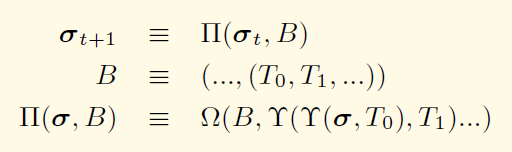 σ_{t+1} ≡ Π(σ_t, B)
B ≡ (..., (T_0, T_1, ...))
Π(σ, B) ≡ Ω(B, Υ(Υ(σ, T_0), T_1)...)